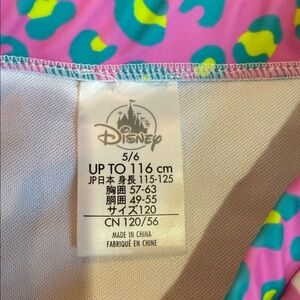 Disney
5/6
UP TO 116 cm
JP日本 身長 115-125
胸囲 57-63
胴囲 49-55
サイズ120
CN 120/56
MADE IN CHINA
FABRIQUÉ EN CHINE